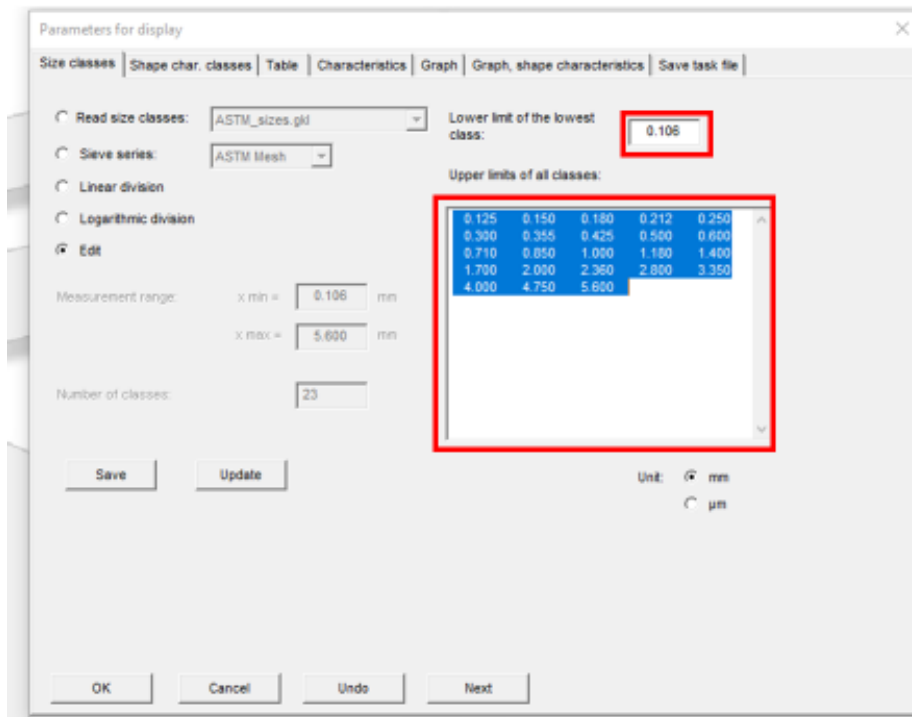 Parameters for display
Size classes Shape char. classes Table Characteristics Graph Graph, shape characteristics Save task file
Read size classes: ASTM_sizes.gkl
Sieve series: ASTM Mesh
Linear division
Logarithmic division
Edit
Measurement range: x min = 0.106 mm
x max = 5.600 mm
Number of classes: 23
Save Update
Lower limit of the lowest
class: 0.106
Upper limits of all classes:
0.125 0.150 0.180 0.212 0.250
0.300 0.355 0.425 0.500 0.600
0.710 0.850 1.000 1.180 1.400
1.700 2.000 2.360 2.800 3.350
4.000 4.750 5.600
Unit: mm
µm
OK Cancel Undo Next